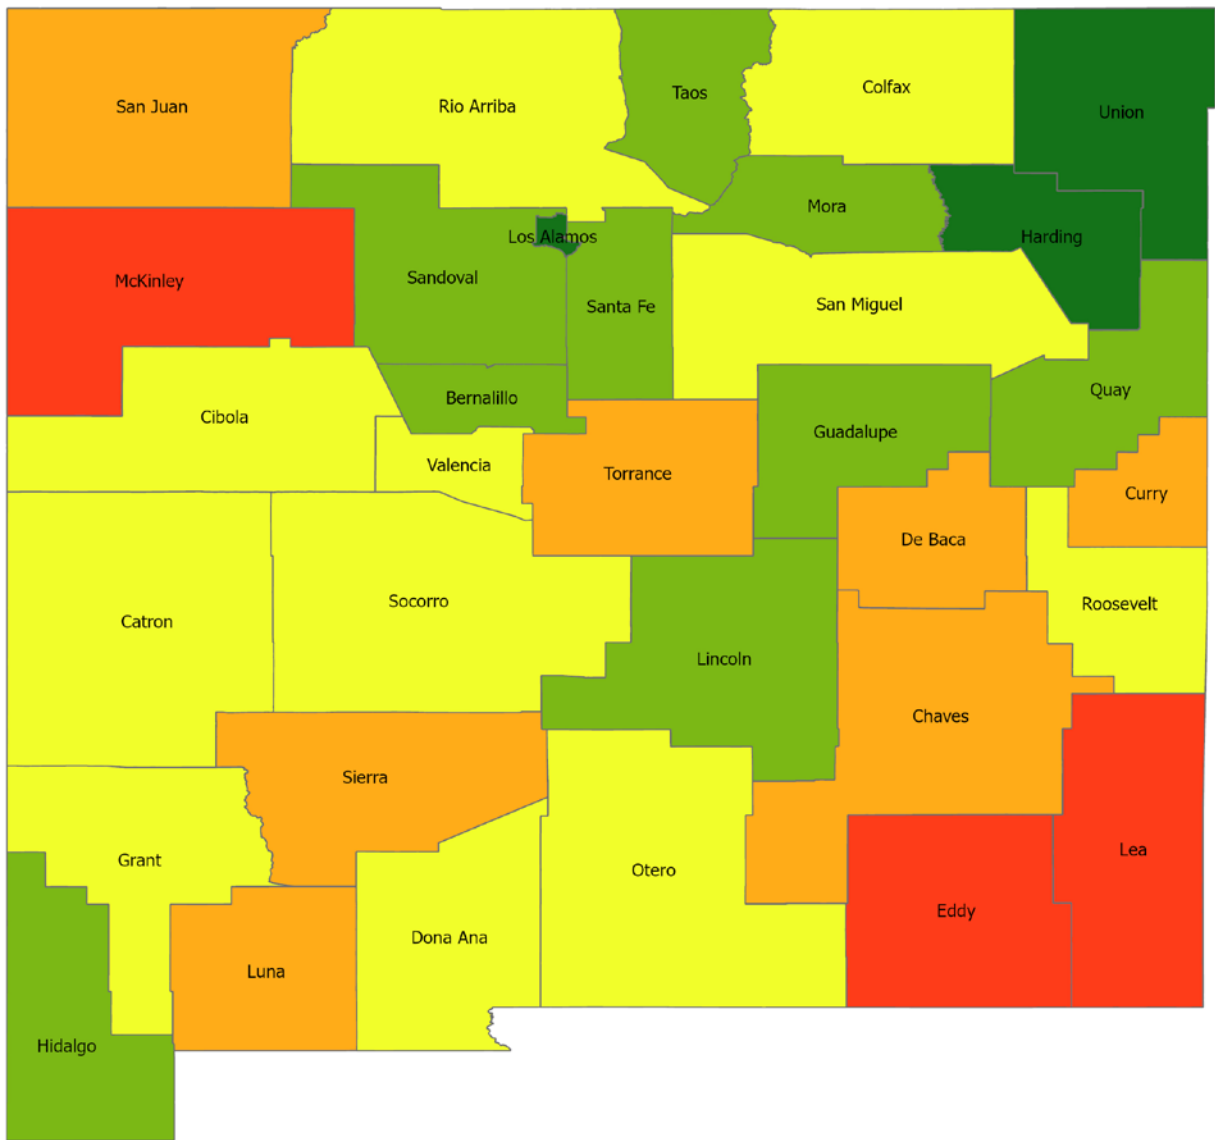 Colfax
Taos
San Juan
Rio Arriba
Union
Mora
Los Alamos
Harding
Sandoval
McKinley
San Miguel
Santa Fe
Quay
Bernalillo
Cibola
Guadalupe
Valencia
Torrance
Curry
De Baca
Socorro
Roosevelt
Catron
Lincoln
Chaves
Sierra
Lea
Grant
Otero
Eddy
Dona Ana
Luna
Hidalgo